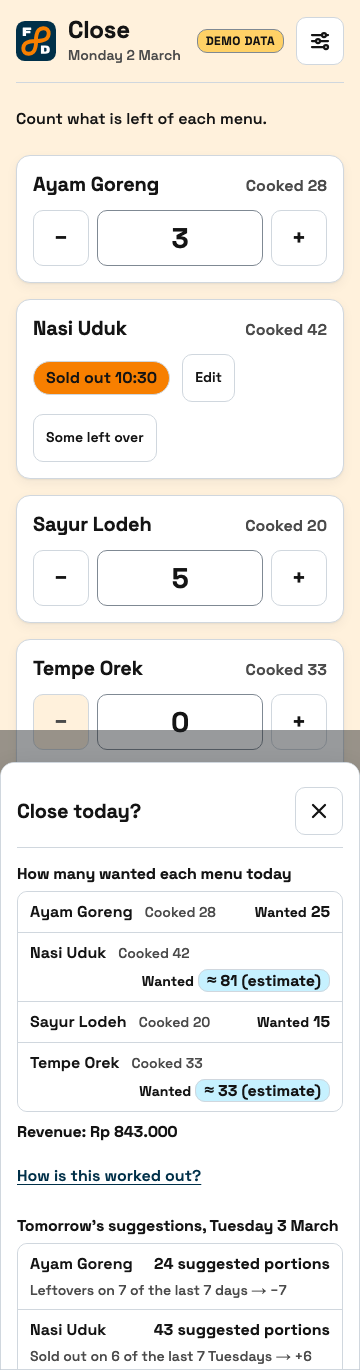 F D
Close
Monday 2 March
DEMO DATA
Count what is left of each menu.
Ayam Goreng Cooked 28
− 3 +
Nasi Uduk Cooked 42
Sold out 10:30 Edit
Some left over
Sayur Lodeh Cooked 20
− 5 +
Tempe Orek Cooked 33
− 0 +
Close today?
How many wanted each menu today
Ayam Goreng Cooked 28 Wanted 25
Nasi Uduk Cooked 42
Wanted ≈ 81 (estimate)
Sayur Lodeh Cooked 20 Wanted 15
Tempe Orek Cooked 33
Wanted ≈ 33 (estimate)
Revenue: Rp 843.000
How is this worked out?
Tomorrow's suggestions, Tuesday 3 March
Ayam Goreng 24 suggested portions
Leftovers on 7 of the last 7 days → −7
Nasi Uduk 43 suggested portions
Sold out on 6 of the last 7 Tuesdays → +6